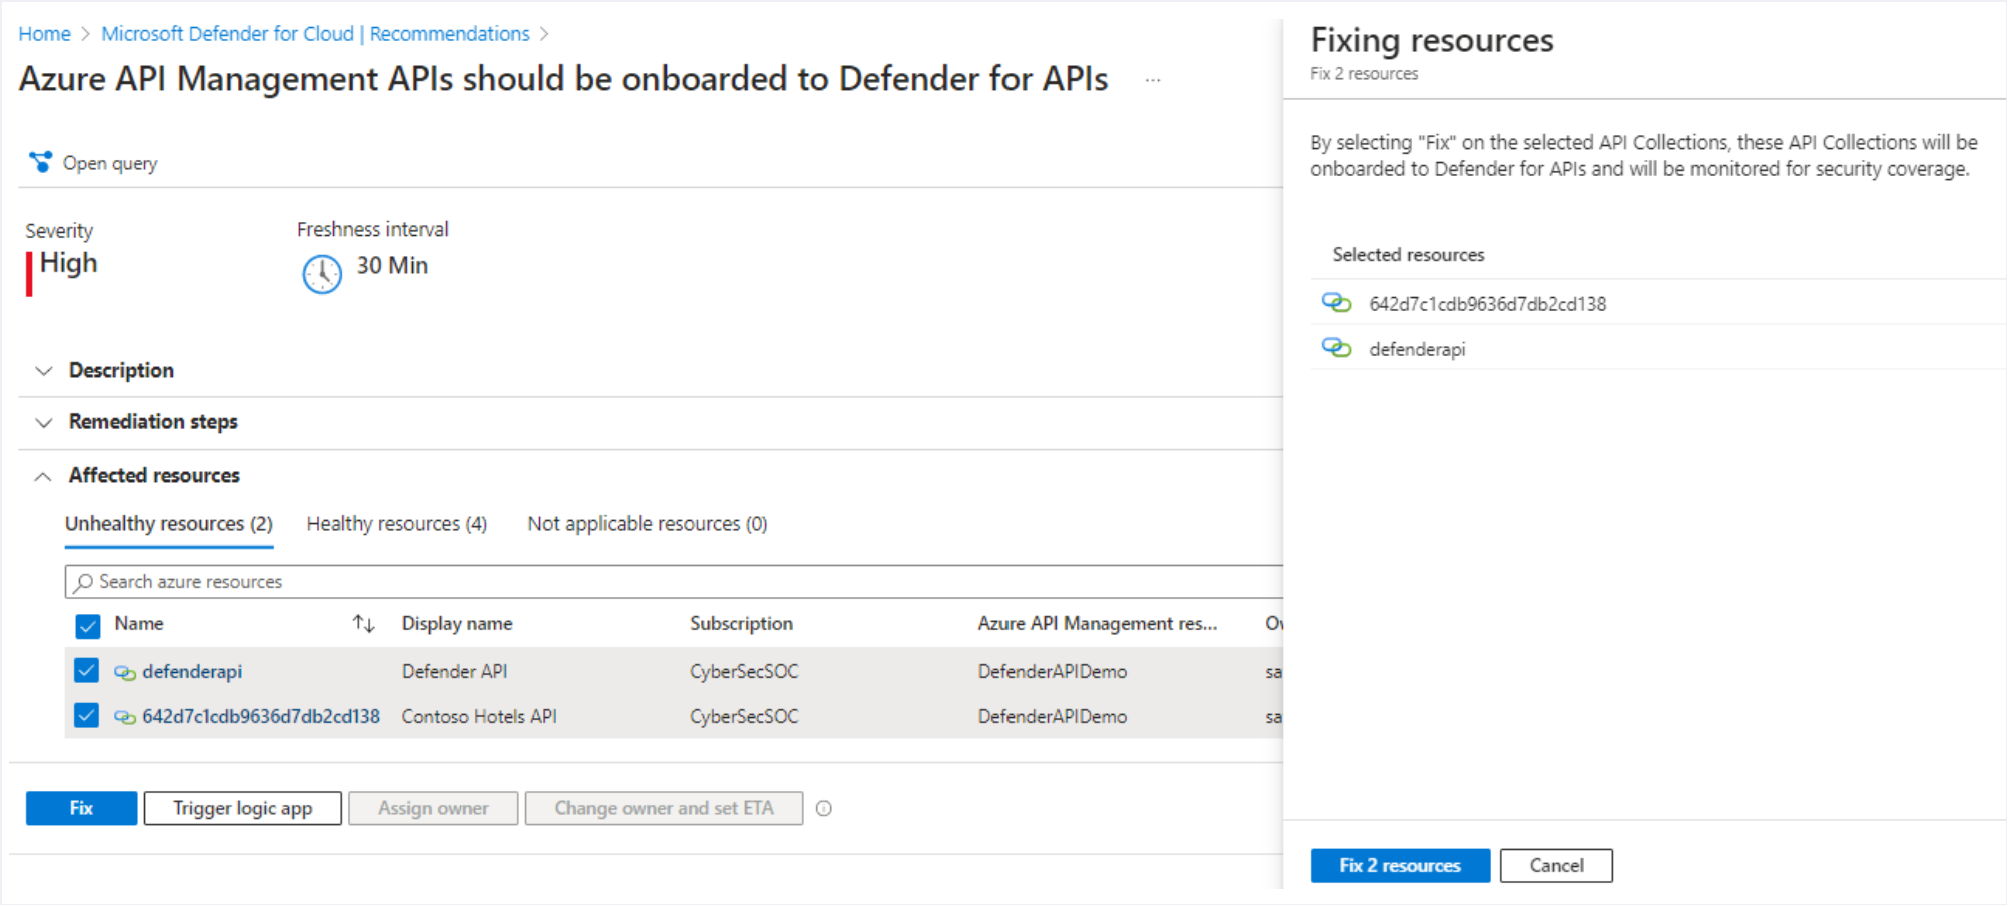 Home > Microsoft Defender for Cloud | Recommendations >
Azure API Management APIs should be onboarded to Defender for APIs ...
Open query
Severity
High
Freshness interval
30 Min
Description
Remediation steps
Affected resources
Unhealthy resources (2) Healthy resources (4) Not applicable resources (0)
Search azure resources
Name Display name Subscription Azure API Management res...
defenderapi Defender API CyberSecSOC DefenderAPIDemo sa
642d7c1cdb9636d7db2cd138 Contoso Hotels API CyberSecSOC DefenderAPIDemo sa
Fix Trigger logic app Assign owner Change owner and set ETA
Fixing resources
Fix 2 resources
By selecting "Fix" on the selected API Collections, these API Collections will be
onboarded to Defender for APIs and will be monitored for security coverage.
Selected resources
642d7c1cdb9636d7db2cd138
defenderapi
Fix 2 resources Cancel